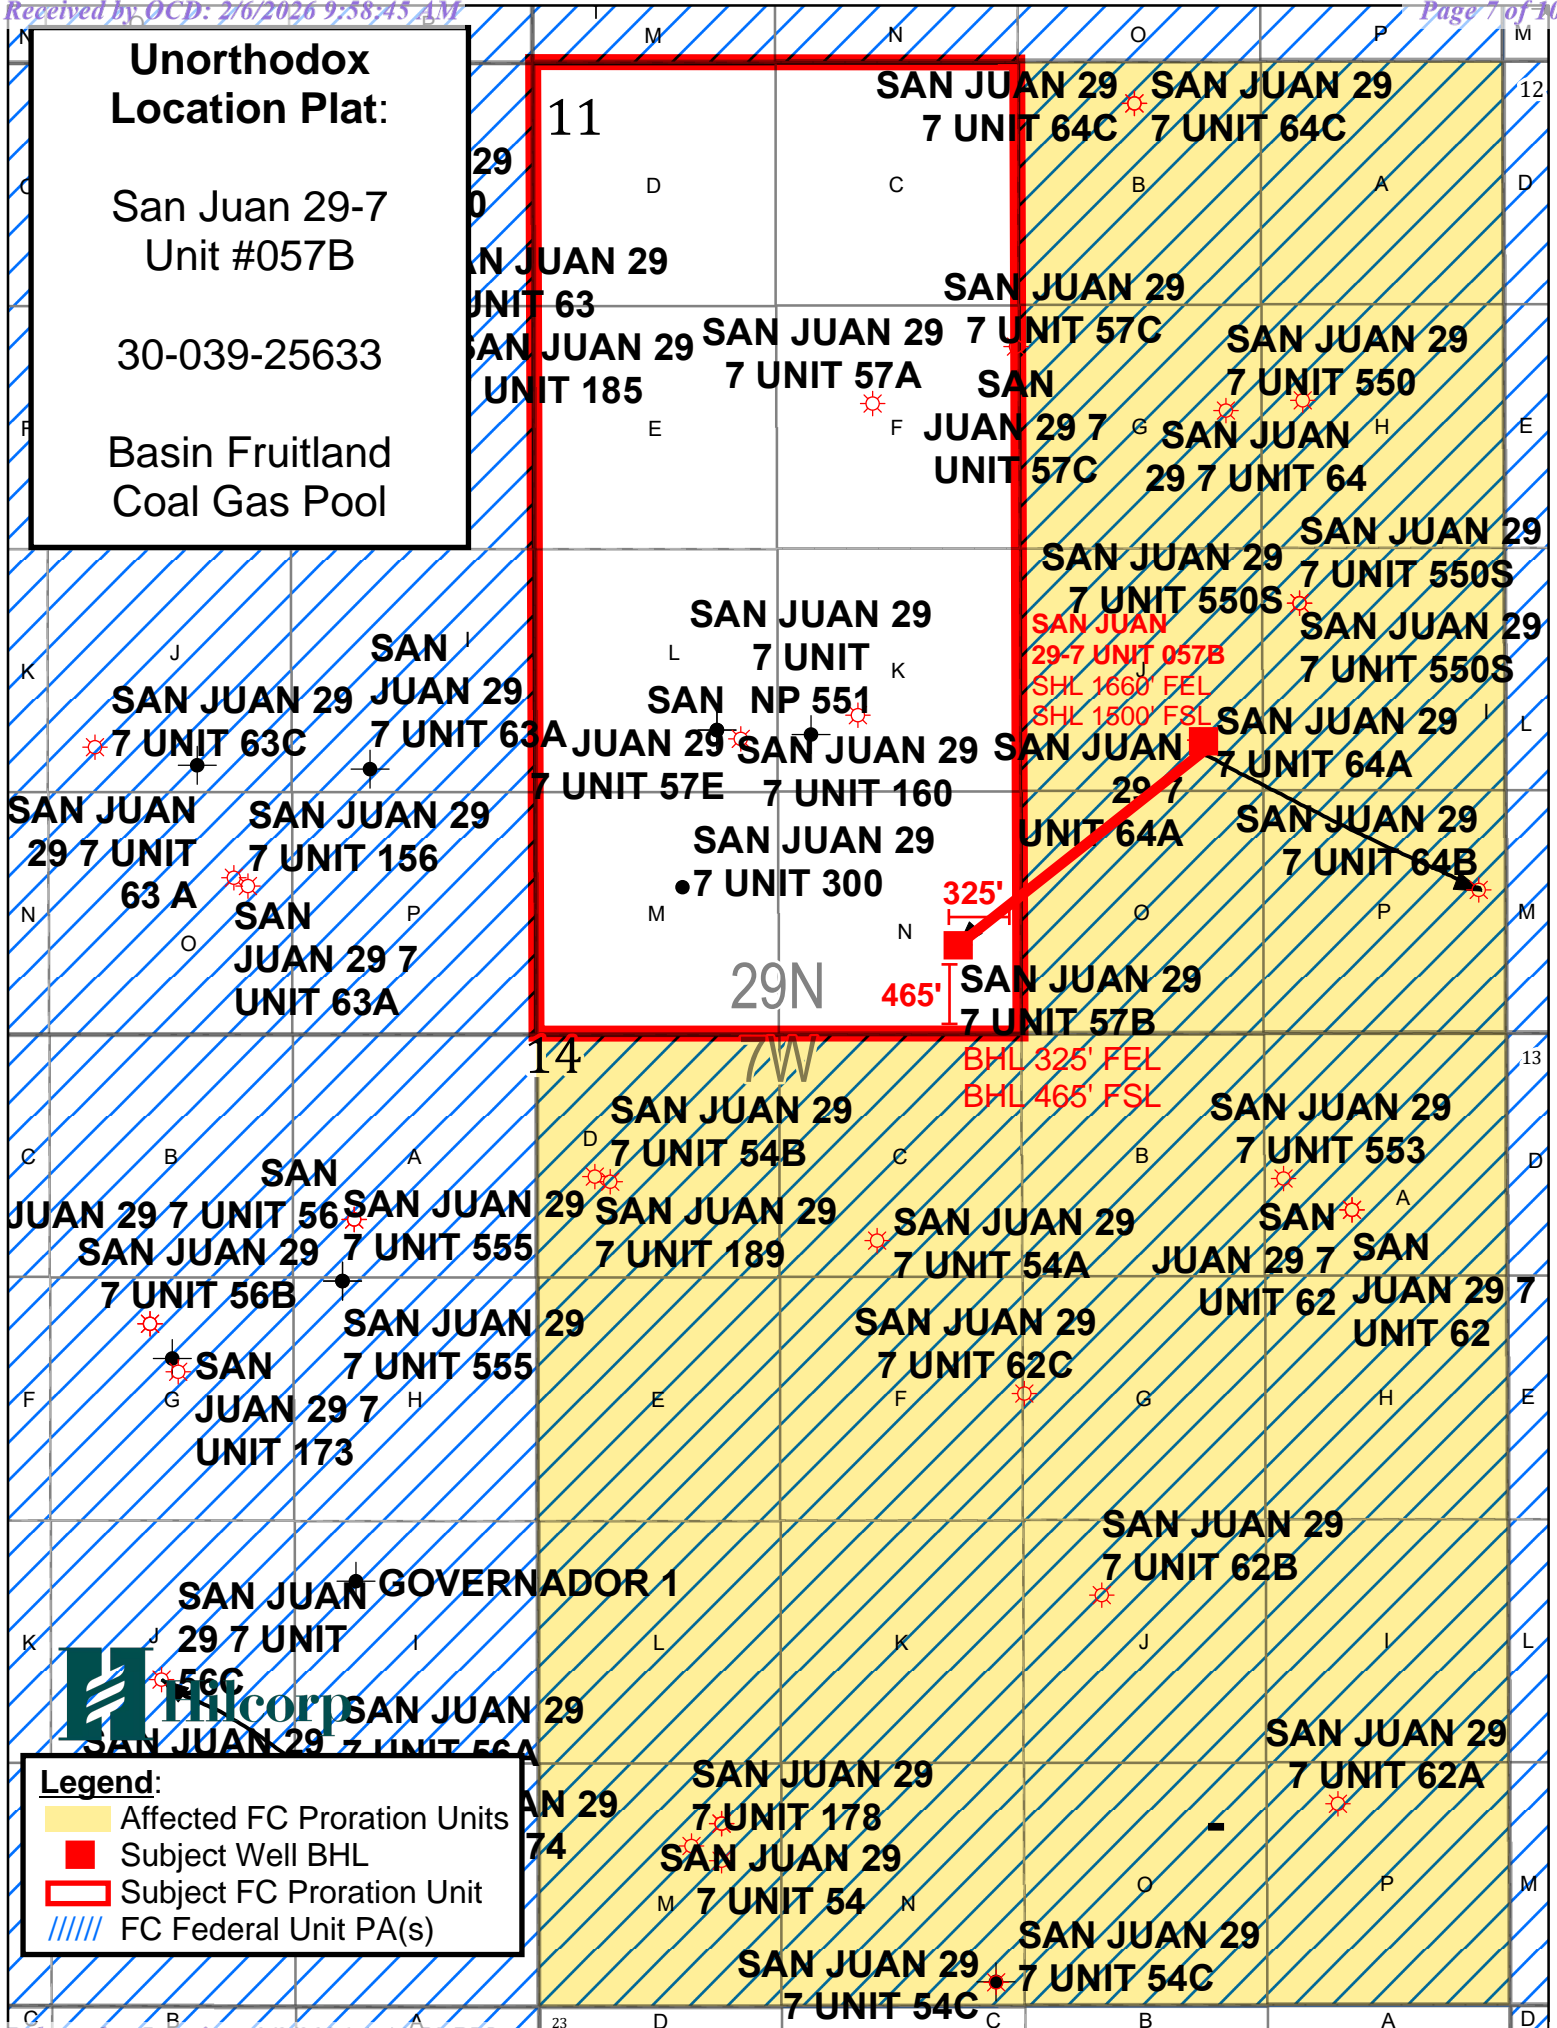 Received by OCD: 2/6/2026 9:58:45 AM
Page 7 of 10
Unorthodox
Location Plat:
San Juan 29-7
Unit #057B
30-039-25633
Basin Fruitland
Coal Gas Pool
M
N
O
P
M
11
12
SAN JUAN 29
7 UNIT 64C
SAN JUAN 29
7 UNIT 64C
29
0
D
C
B
A
D
AN JUAN 29
UNIT 63
SAN JUAN 29
UNIT 185
SAN JUAN 29
7 UNIT 57A
SAN JUAN 29
7 UNIT 57C
SAN
JUAN 29 7
UNIT 57C
SAN JUAN 29
7 UNIT 550
SAN JUAN
29 7 UNIT 64
F
E
F
G
H
E
SAN JUAN 29
7 UNIT 550S
SAN JUAN 29
7 UNIT 550S
SAN JUAN 29
7 UNIT 550S
SAN JUAN
29-7 UNIT 057B
SHL 1660' FEL
SHL 1500' FSL
K
J
I
L
K
J
I
L
SAN JUAN 29
7 UNIT 63C
SAN
JUAN 29
7 UNIT 63A
SAN JUAN 29
7 UNIT
NP 551
SAN
JUAN 29
7 UNIT 57E
SAN JUAN 29
7 UNIT 160
SAN JUAN
29 7
UNIT 64A
SAN JUAN 29
7 UNIT 64A
SAN JUAN
29 7 UNIT
63 A
SAN JUAN 29
7 UNIT 156
SAN JUAN 29
7 UNIT 300
SAN JUAN 29
7 UNIT 64B
SAN
JUAN 29 7
UNIT 63A
N
O
P
M
N
O
P
M
325'
465'
29N
7W
SAN JUAN 29
7 UNIT 57B
BHL 325' FEL
BHL 465' FSL
14
13
C
B
A
D
C
B
A
D
SAN
JUAN 29 7 UNIT 56
SAN JUAN 29
7 UNIT 555
SAN JUAN 29
7 UNIT 56B
SAN JUAN 29
7 UNIT 54B
SAN JUAN 29
7 UNIT 189
SAN JUAN 29
7 UNIT 54A
SAN JUAN 29
7 UNIT 553
SAN
JUAN 29 7
UNIT 62
SAN
JUAN 29 7
UNIT 62
SAN JUAN 29
7 UNIT 555
SAN JUAN 29
7 UNIT 62C
SAN
JUAN 29 7
UNIT 173
F
G
H
E
F
G
H
E
GOVERNADOR 1
SAN JUAN 29
7 UNIT 62B
SAN JUAN
29 7 UNIT
56C
K
J
I
L
K
J
I
L
Hilcorp
SAN JUAN 29
SAN JUAN 29
7 UNIT 56A
AN 29
74
SAN JUAN 29
7 UNIT 178
SAN JUAN 29
7 UNIT 54
SAN JUAN 29
7 UNIT 62A
M
N
O
P
M
Legend:
Affected FC Proration Units
Subject Well BHL
Subject FC Proration Unit
FC Federal Unit PA(s)
SAN JUAN 29
7 UNIT 54C
SAN JUAN 29
7 UNIT 54C
C
B
A
23
D
C
B
A
D